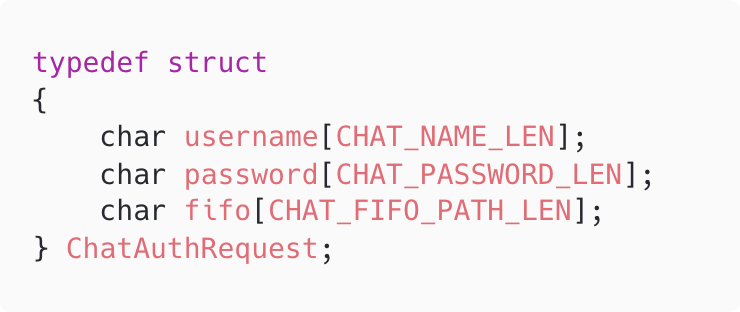 typedef struct
{
    char username[CHAT_NAME_LEN];
    char password[CHAT_PASSWORD_LEN];
    char fifo[CHAT_FIFO_PATH_LEN];
} ChatAuthRequest;